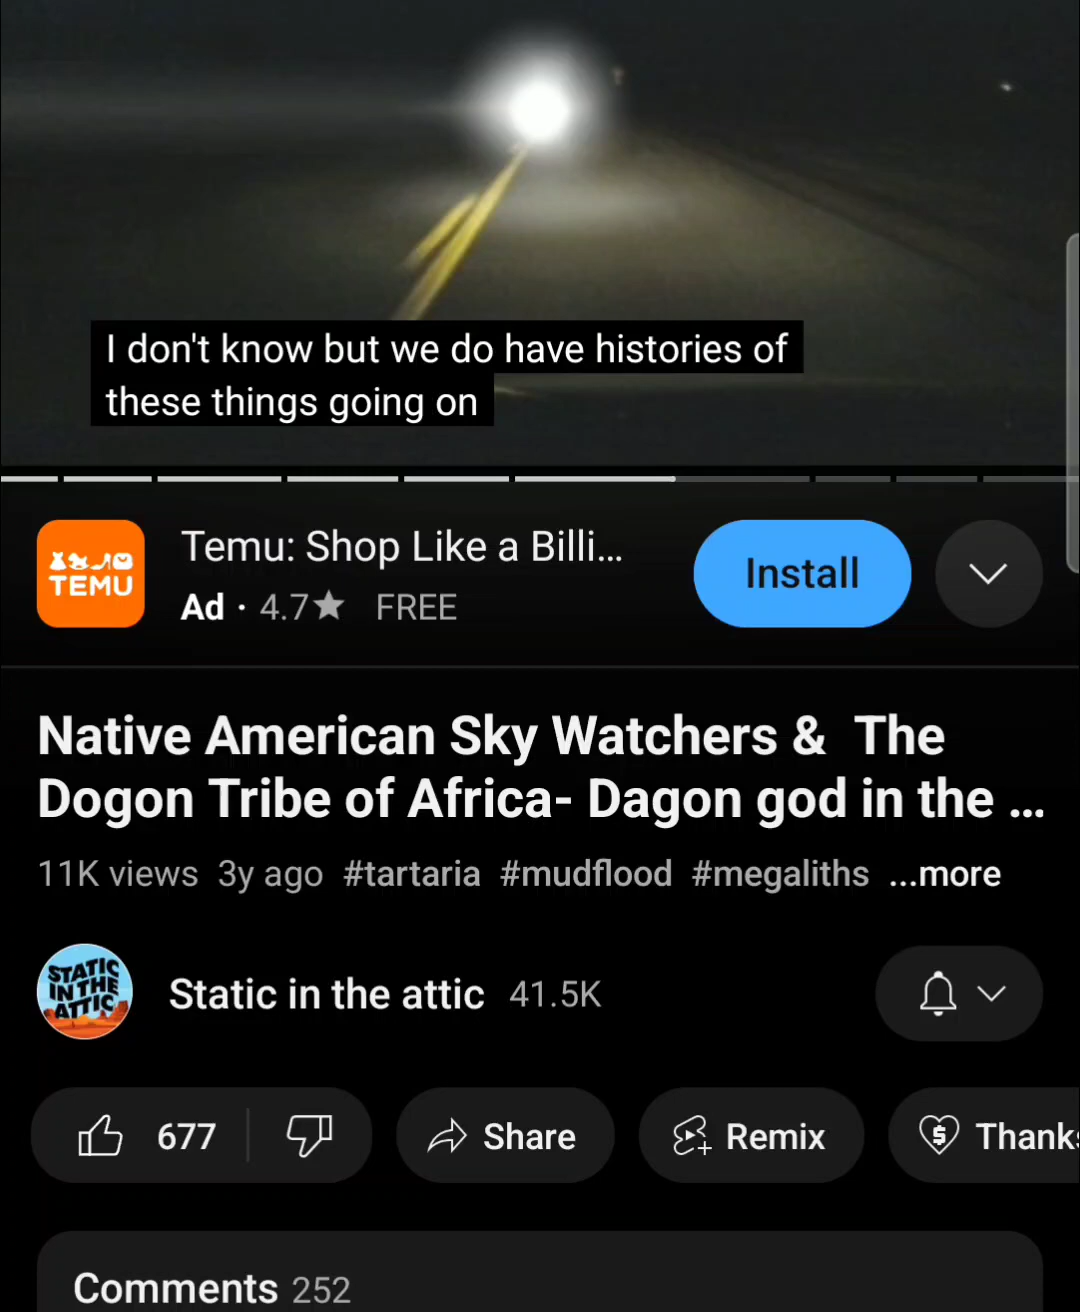 I don't know but we do have histories of
these things going on
TEMU
Temu: Shop Like a Billi...
Ad · 4.7★ FREE
Install
Native American Sky Watchers & The
Dogon Tribe of Africa- Dagon god in the ...
11K views 3y ago #tartaria #mudflood #megaliths ...more
STATIC
IN THE
ATTIC
Static in the attic 41.5K
677
Share
Remix
Thanks
Comments 252